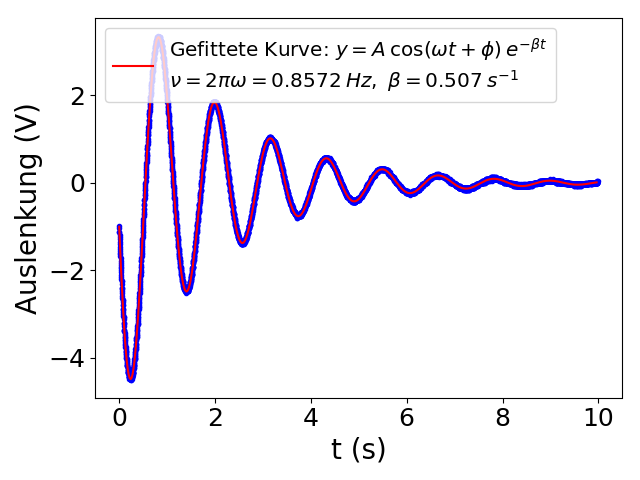 Gefittete Kurve: y = A cos(ωt + ϕ) e^{−βt}
ν = 2πω = 0.8572 Hz, β = 0.507 s^{−1}
Auslenkung (V)
2
0
−2
−4
0 2 4 6 8 10
t (s)